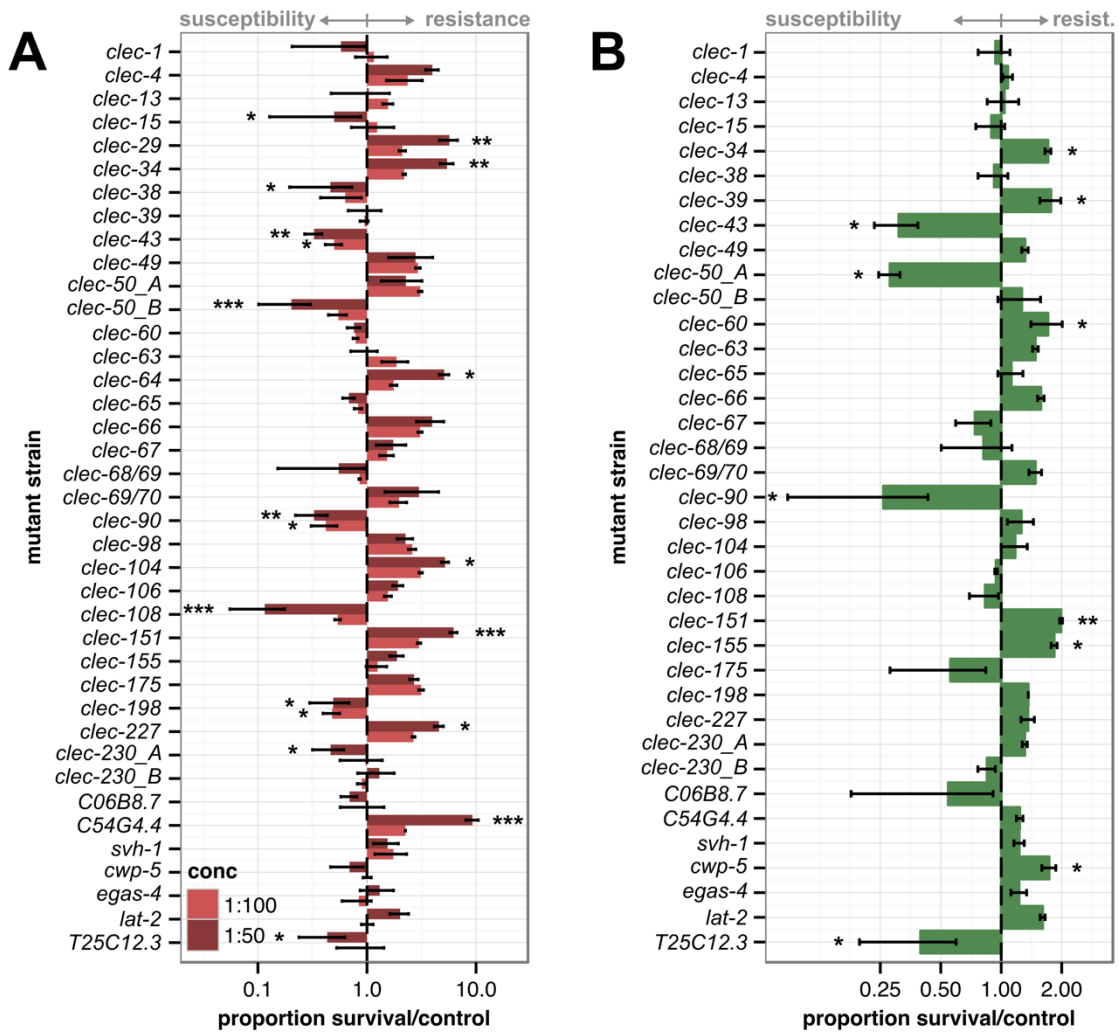 A
susceptibility
resistance
mutant strain
clec-1
clec-4
clec-13
clec-15
*
clec-29
**
clec-34
**
clec-38
*
clec-39
clec-43
**
*
clec-49
clec-50_A
clec-50_B
***
clec-60
clec-63
clec-64
*
clec-65
clec-66
clec-67
clec-68/69
clec-69/70
clec-90
**
*
clec-98
clec-104
*
clec-106
clec-108
***
clec-151
***
clec-155
clec-175
clec-198
*
*
clec-227
*
clec-230_A
*
clec-230_B
C06B8.7
C54G4.4
***
svh-1
cwp-5
egas-4
lat-2
T25C12.3
*
conc
1:100
1:50
0.1 1.0 10.0
proportion survival/control
B
susceptibility
resist.
mutant strain
clec-1
clec-4
clec-13
clec-15
clec-34
*
clec-38
clec-39
*
clec-43
*
clec-49
clec-50_A
*
clec-50_B
clec-60
*
clec-63
clec-65
clec-66
clec-67
clec-68/69
clec-69/70
clec-90
*
clec-98
clec-104
clec-106
clec-108
clec-151
**
clec-155
*
clec-175
clec-198
clec-227
clec-230_A
clec-230_B
C06B8.7
C54G4.4
svh-1
cwp-5
*
egas-4
lat-2
T25C12.3
*
0.25 0.50 1.00 2.00
proportion survival/control